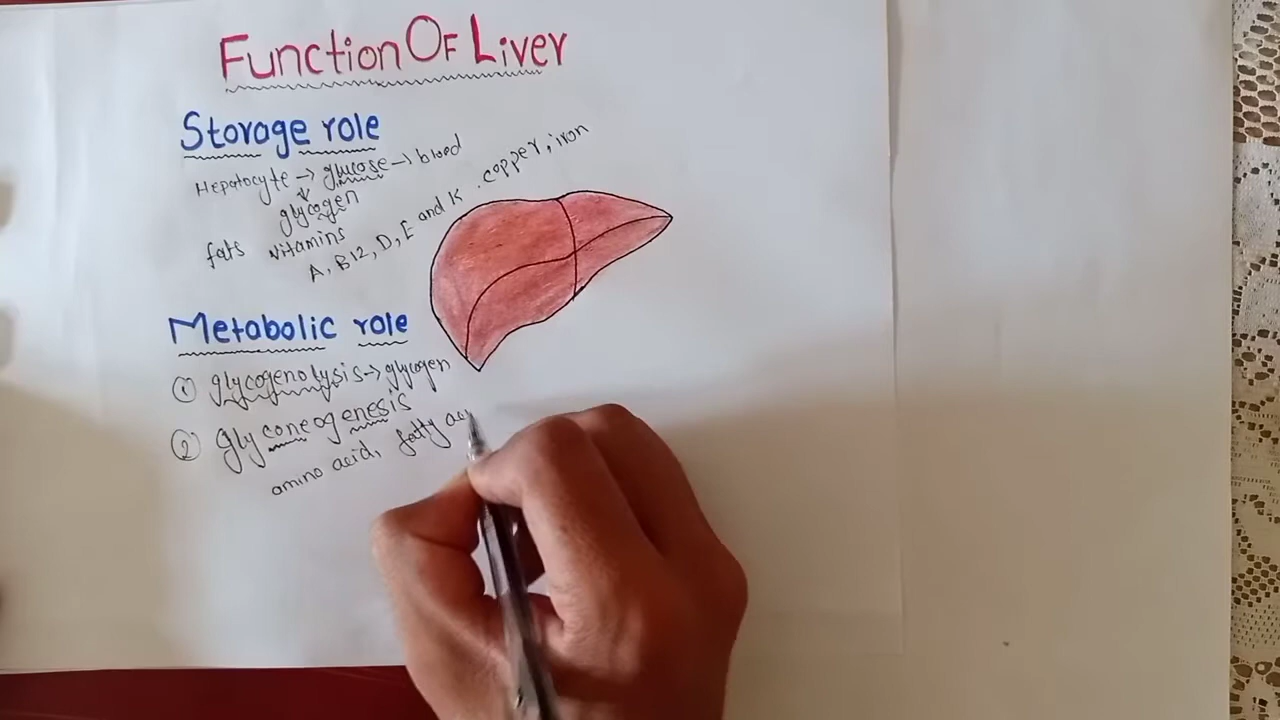 Function Of Liver
Storage role
Hepatocyte → glucose → blood
↓
glycogen
fats vitamins
A, B12, D, E and K . copper, iron
Metabolic role
① glycogenolysis → glycogen
② glyconeogenesis
amino acid, fatty aci